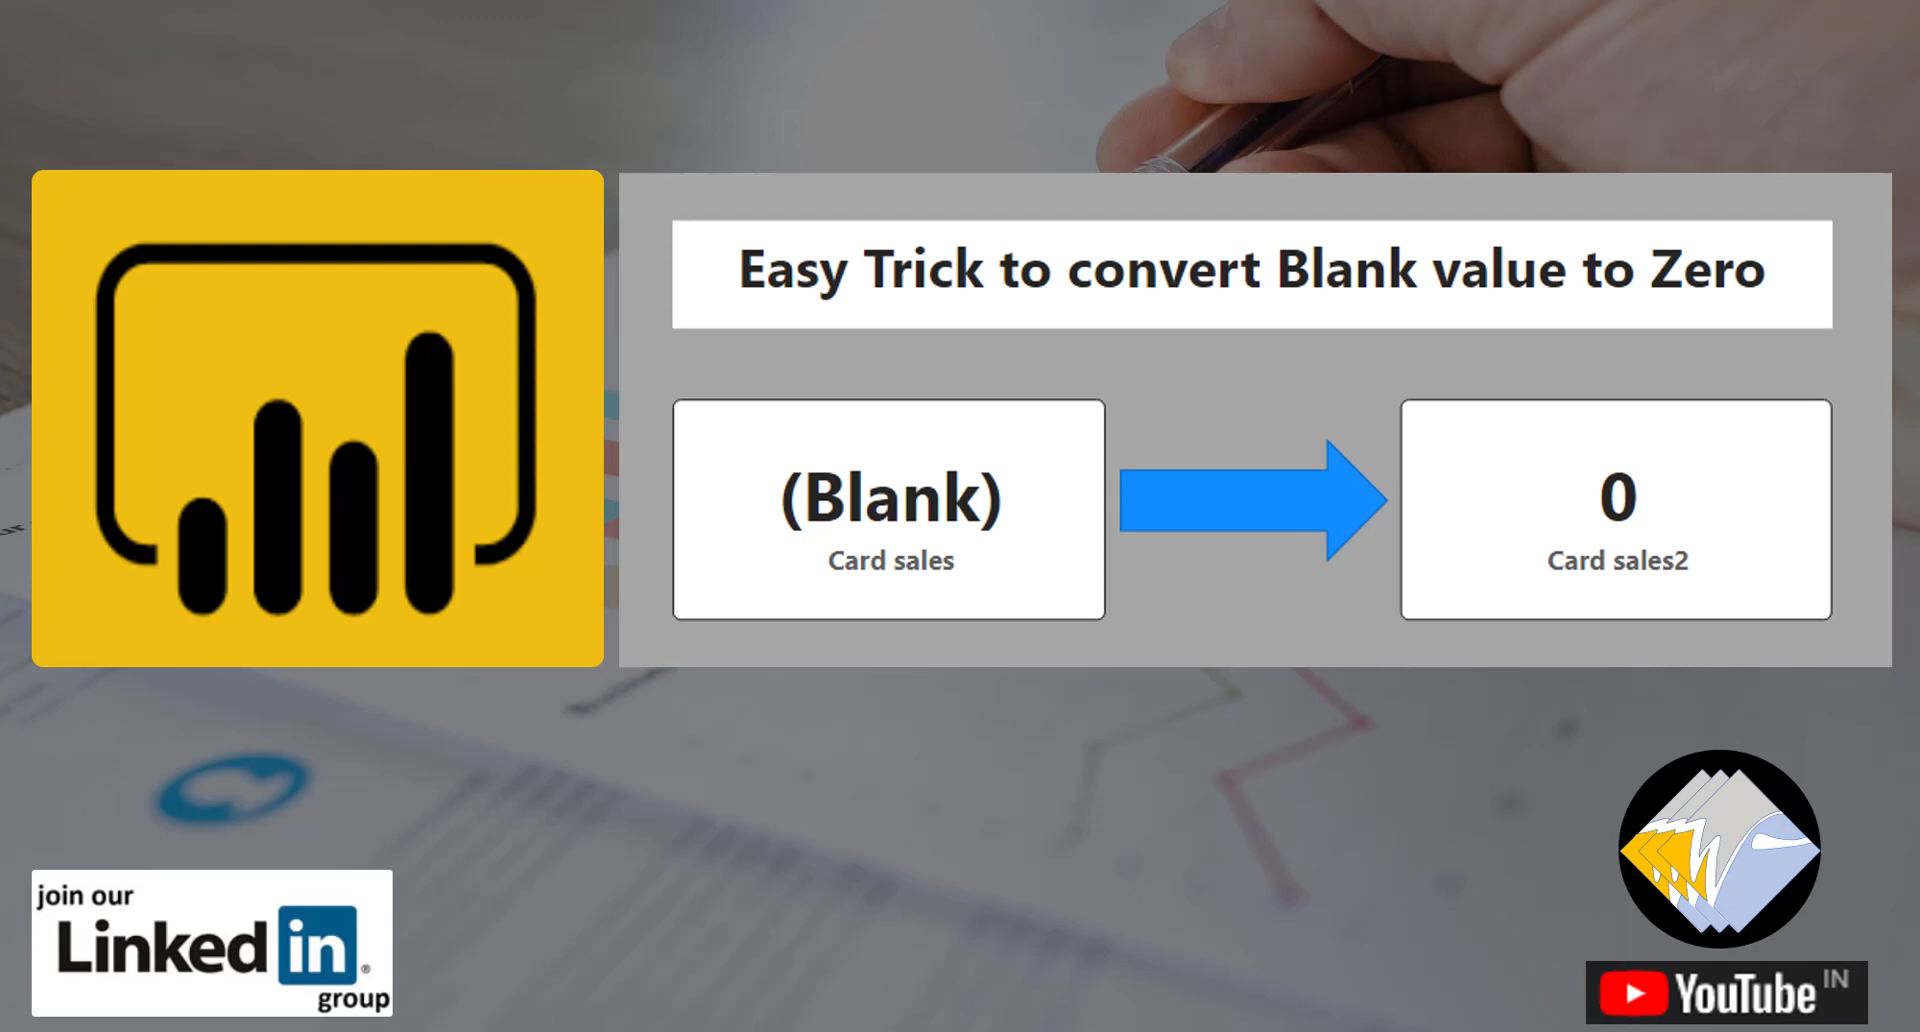 Easy Trick to convert Blank value to Zero
(Blank)
Card sales
0
Card sales2
join our
Linked in ®
group
YouTube IN